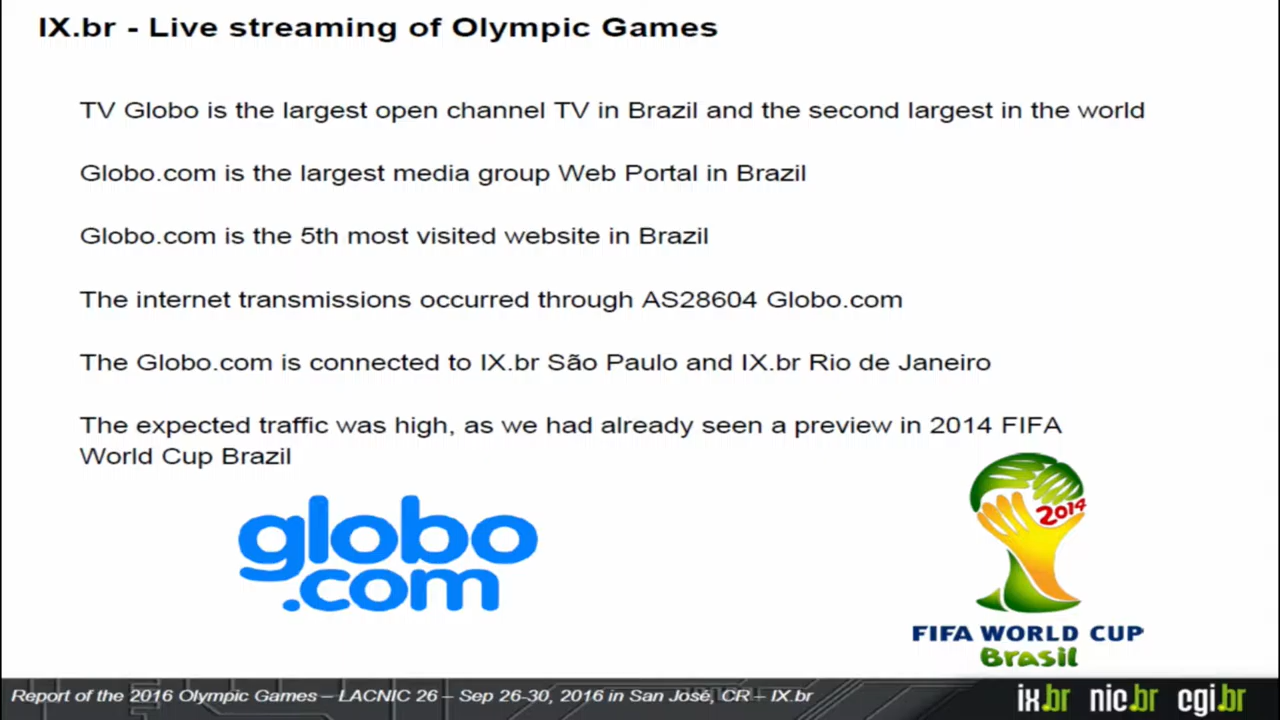 IX.br - Live streaming of Olympic Games
TV Globo is the largest open channel TV in Brazil and the second largest in the world
Globo.com is the largest media group Web Portal in Brazil
Globo.com is the 5th most visited website in Brazil
The internet transmissions occurred through AS28604 Globo.com
The Globo.com is connected to IX.br São Paulo and IX.br Rio de Janeiro
The expected traffic was high, as we had already seen a preview in 2014 FIFA
World Cup Brazil
globo
.com
2014
FIFA WORLD CUP
Brasil
Report of the 2016 Olympic Games – LACNIC 26 – Sep 26-30, 2016 in San José, CR – IX.br
ix.br nic.br cgi.br